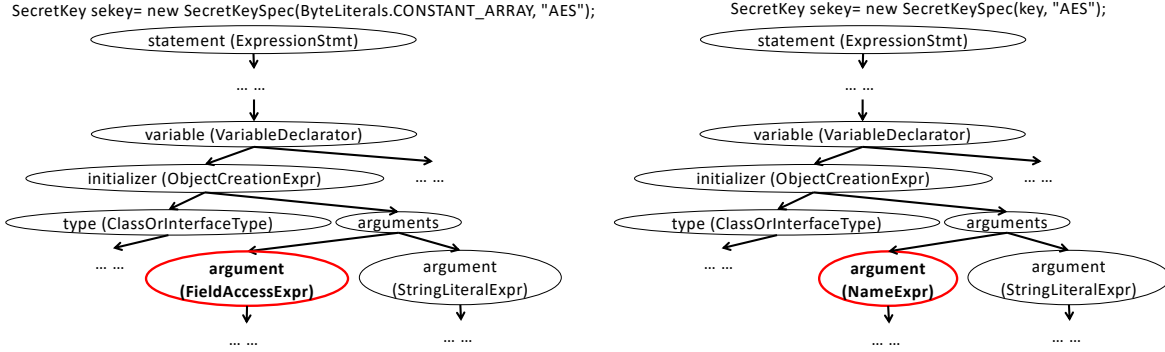 SecretKey sekey= new SecretKeySpec(ByteLiterals.CONSTANT_ARRAY, "AES");
statement (ExpressionStmt)
... ...
variable (VariableDeclarator)
initializer (ObjectCreationExpr)
... ...
type (ClassOrInterfaceType)
arguments
... ...
argument
(FieldAccessExpr)
argument
(StringLiteralExpr)
... ...
... ...
SecretKey sekey= new SecretKeySpec(key, "AES");
statement (ExpressionStmt)
... ...
variable (VariableDeclarator)
initializer (ObjectCreationExpr)
... ...
type (ClassOrInterfaceType)
arguments
... ...
argument
(NameExpr)
argument
(StringLiteralExpr)
... ...
... ...